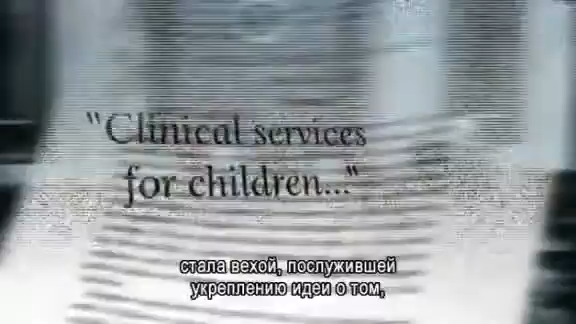 "Clinical services
for children..."
стала вехой, послужившей
укреплению идеи о том,